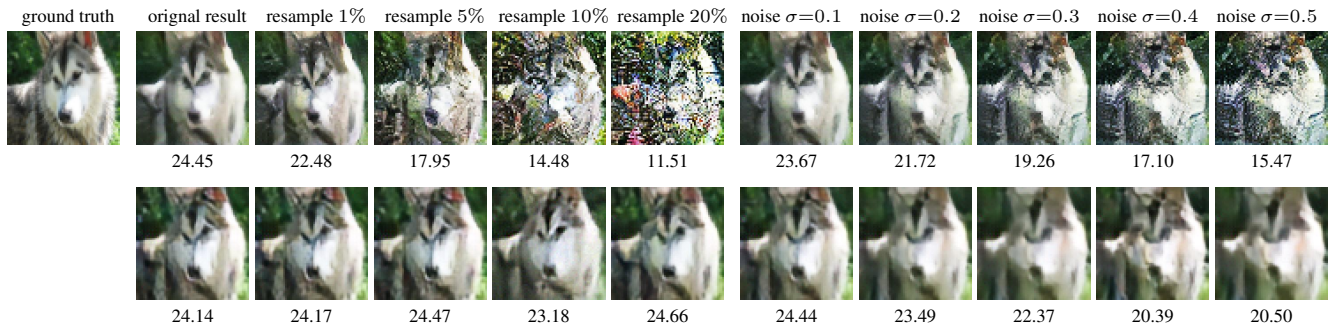 ground truth orignal result resample 1% resample 5% resample 10% resample 20% noise σ=0.1 noise σ=0.2 noise σ=0.3 noise σ=0.4 noise σ=0.5
24.45 22.48 17.95 14.48 11.51 23.67 21.72 19.26 17.10 15.47
24.14 24.17 24.47 23.18 24.66 24.44 23.49 22.37 20.39 20.50